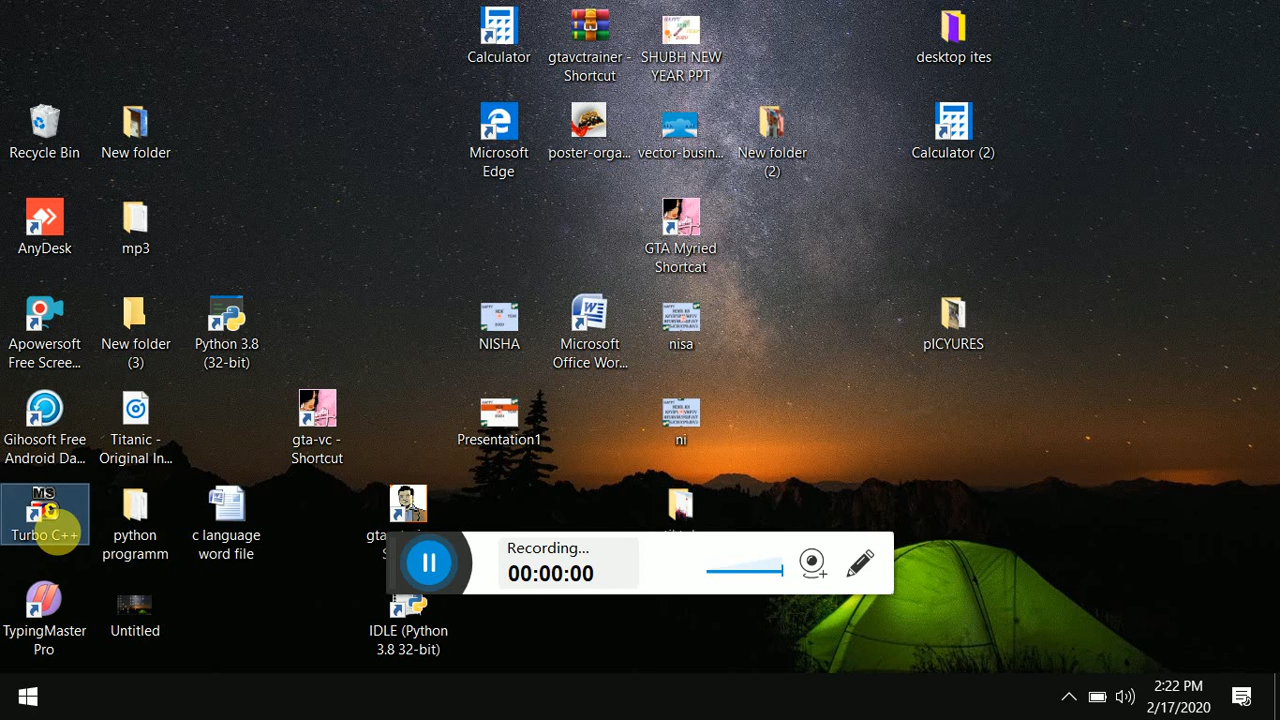 Calculator
gtavctrainer -
Shortcut
SHUBH NEW
YEAR PPT
desktop ites
Recycle Bin
New folder
Microsoft
Edge
poster-orga...
vector-busin...
New folder
(2)
Calculator (2)
AnyDesk
mp3
GTA Myried
Shortcat
Apowersoft
Free Scree...
New folder
(3)
Python 3.8
(32-bit)
NISHA
Microsoft
Office Wor...
nisa
pICYURES
Gihosoft Free
Android Da...
Titanic -
Original In...
gta-vc -
Shortcut
Presentation1
ni
MS
Turbo C++
python
programm
c language
word file
Recording...
00:00:00
TypingMaster
Pro
Untitled
IDLE (Python
3.8 32-bit)
2:22 PM
2/17/2020